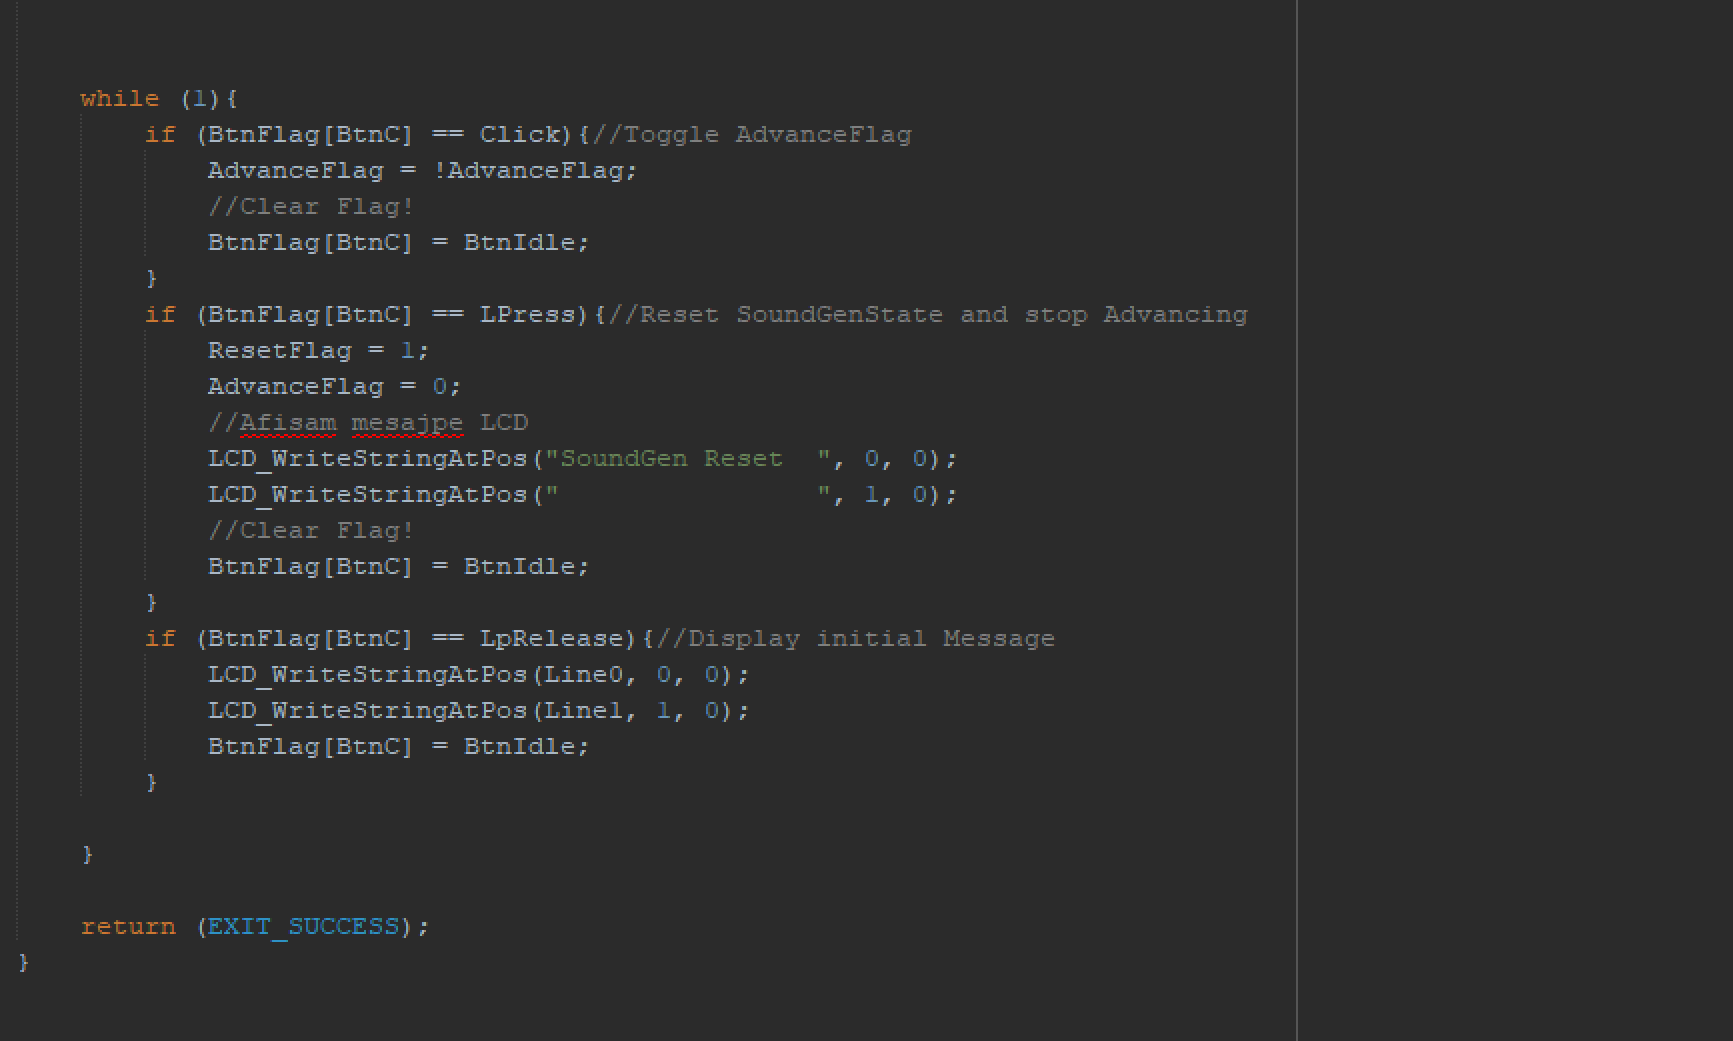 while (1){
if (BtnFlag[BtnC] == Click){//Toggle AdvanceFlag
AdvanceFlag = !AdvanceFlag;
//Clear Flag!
BtnFlag[BtnC] = BtnIdle;
}
if (BtnFlag[BtnC] == LPress){//Reset SoundGenState and stop Advancing
ResetFlag = 1;
AdvanceFlag = 0;
//Afisam mesajpe LCD
LCD_WriteStringAtPos("SoundGen Reset  ", 0, 0);
LCD_WriteStringAtPos("                ", 1, 0);
//Clear Flag!
BtnFlag[BtnC] = BtnIdle;
}
if (BtnFlag[BtnC] == LpRelease){//Display initial Message
LCD_WriteStringAtPos(Line0, 0, 0);
LCD_WriteStringAtPos(Line1, 1, 0);
BtnFlag[BtnC] = BtnIdle;
}
}
return (EXIT_SUCCESS);
}